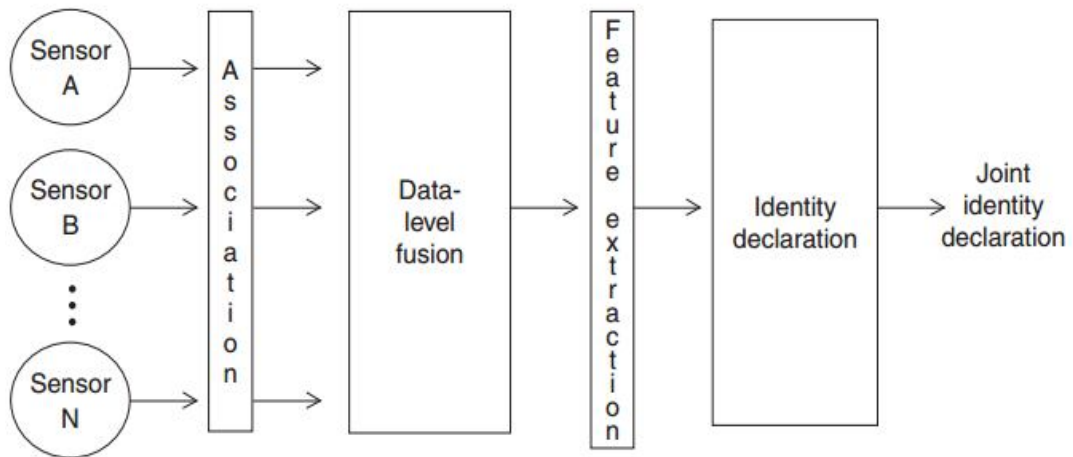 Sensor
A
Sensor
B
Sensor
N
Association
Data-
level
fusion
Feature extraction
Identity
declaration
Joint
identity
declaration